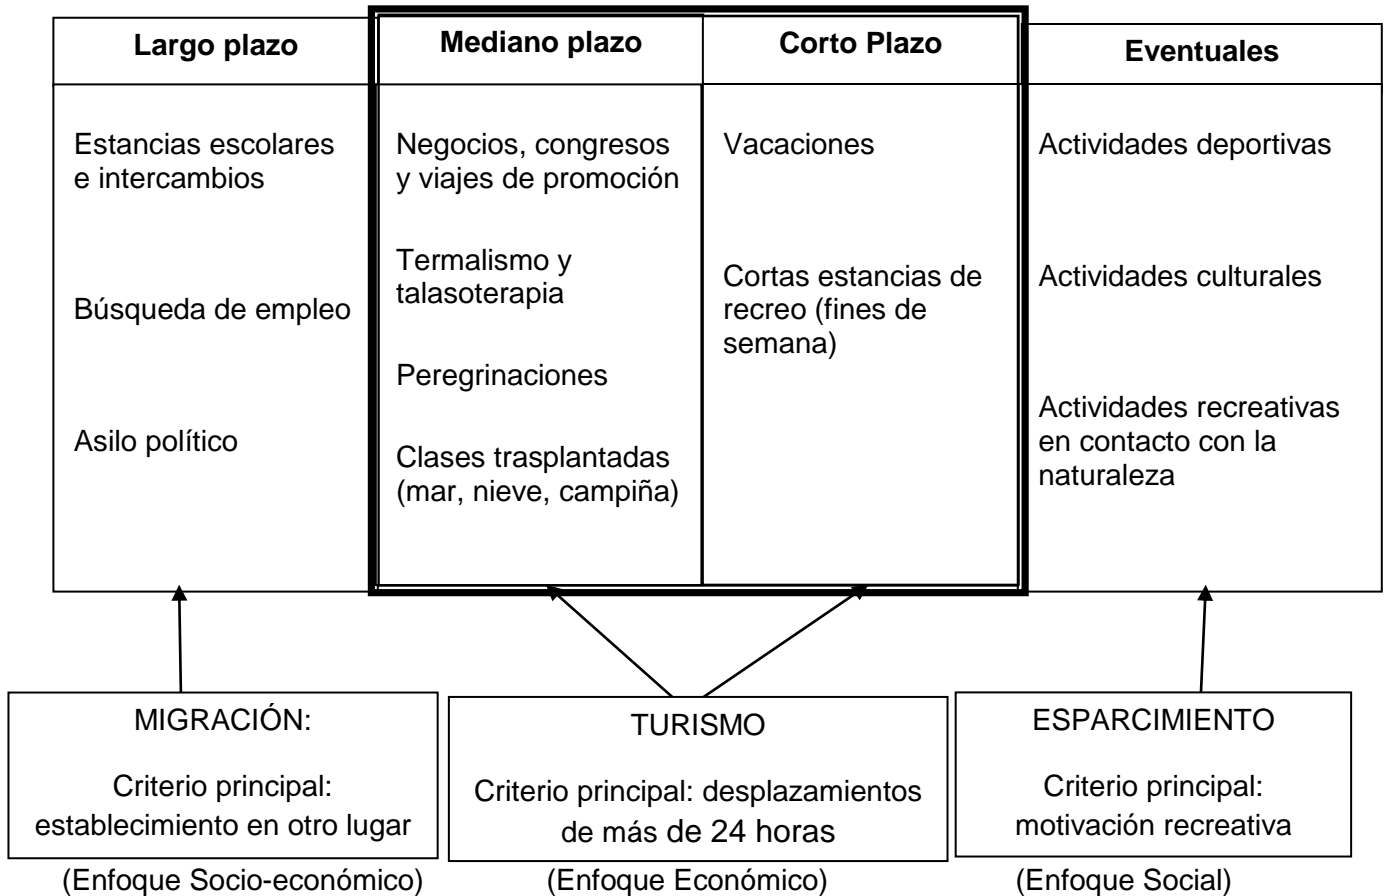 Largo plazo
Mediano plazo
Corto Plazo
Eventuales
Estancias escolares
e intercambios
Búsqueda de empleo
Asilo político
Negocios, congresos
y viajes de promoción
Termalismo y
talasoterapia
Peregrinaciones
Clases trasplantadas
(mar, nieve, campiña)
Vacaciones
Cortas estancias de
recreo (fines de
semana)
Actividades deportivas
Actividades culturales
Actividades recreativas
en contacto con la
naturaleza
MIGRACIÓN:
Criterio principal:
establecimiento en otro lugar
(Enfoque Socio-económico)
TURISMO
Criterio principal: desplazamientos
de más de 24 horas
(Enfoque Económico)
ESPARCIMIENTO
Criterio principal:
motivación recreativa
(Enfoque Social)